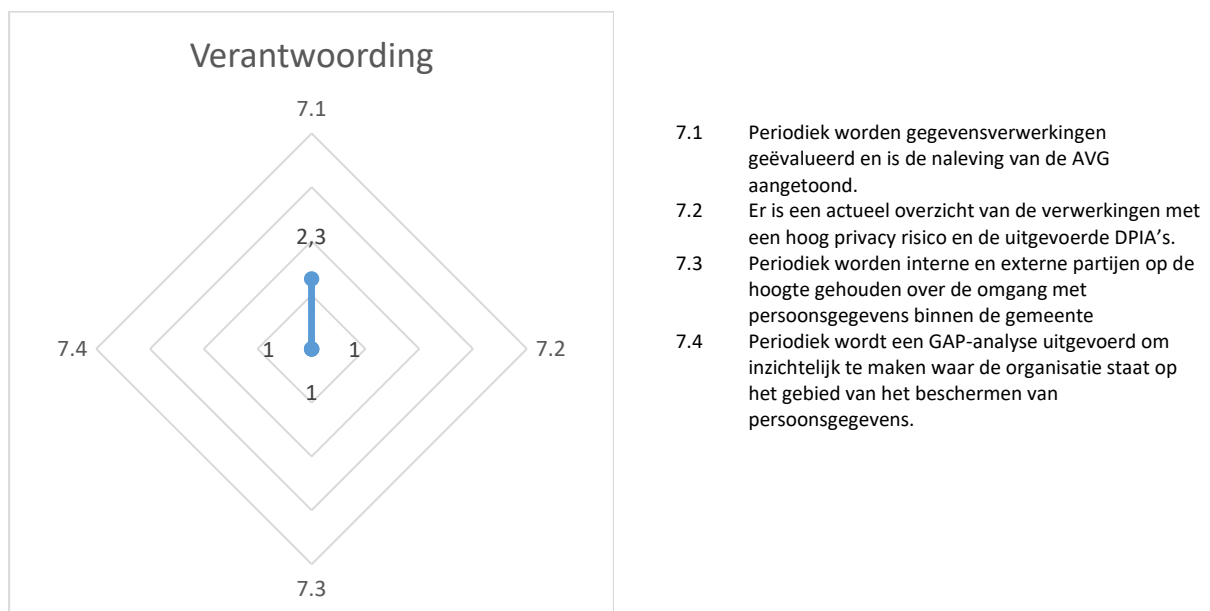 Verantwoording
7.1
2,3
7.4
1
1
7.2
1
7.3
7.1 Periodiek worden gegevensverwerkingen
geëvalueerd en is de naleving van de AVG
aangetoond.
7.2 Er is een actueel overzicht van de verwerkingen met
een hoog privacy risico en de uitgevoerde DPIA’s.
7.3 Periodiek worden interne en externe partijen op de
hoogte gehouden over de omgang met
persoonsgegevens binnen de gemeente
7.4 Periodiek wordt een GAP-analyse uitgevoerd om
inzichtelijk te maken waar de organisatie staat op
het gebied van het beschermen van
persoonsgegevens.